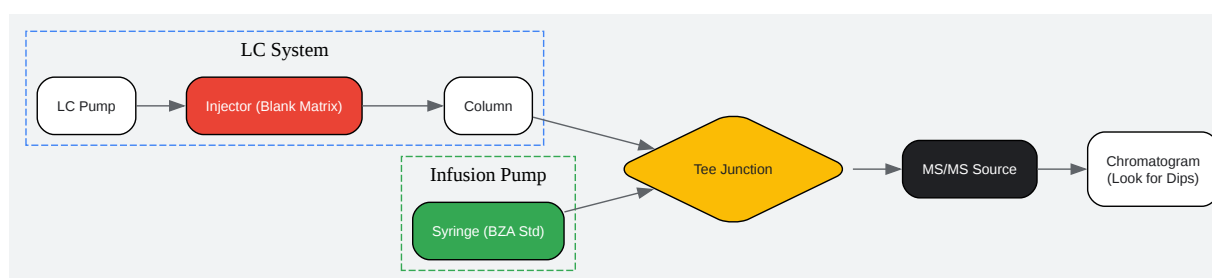 LC System
LC Pump
Injector (Blank Matrix)
Column
Infusion Pump
Syringe (BZA Std)
Tee Junction
MS/MS Source
Chromatogram
(Look for Dips)